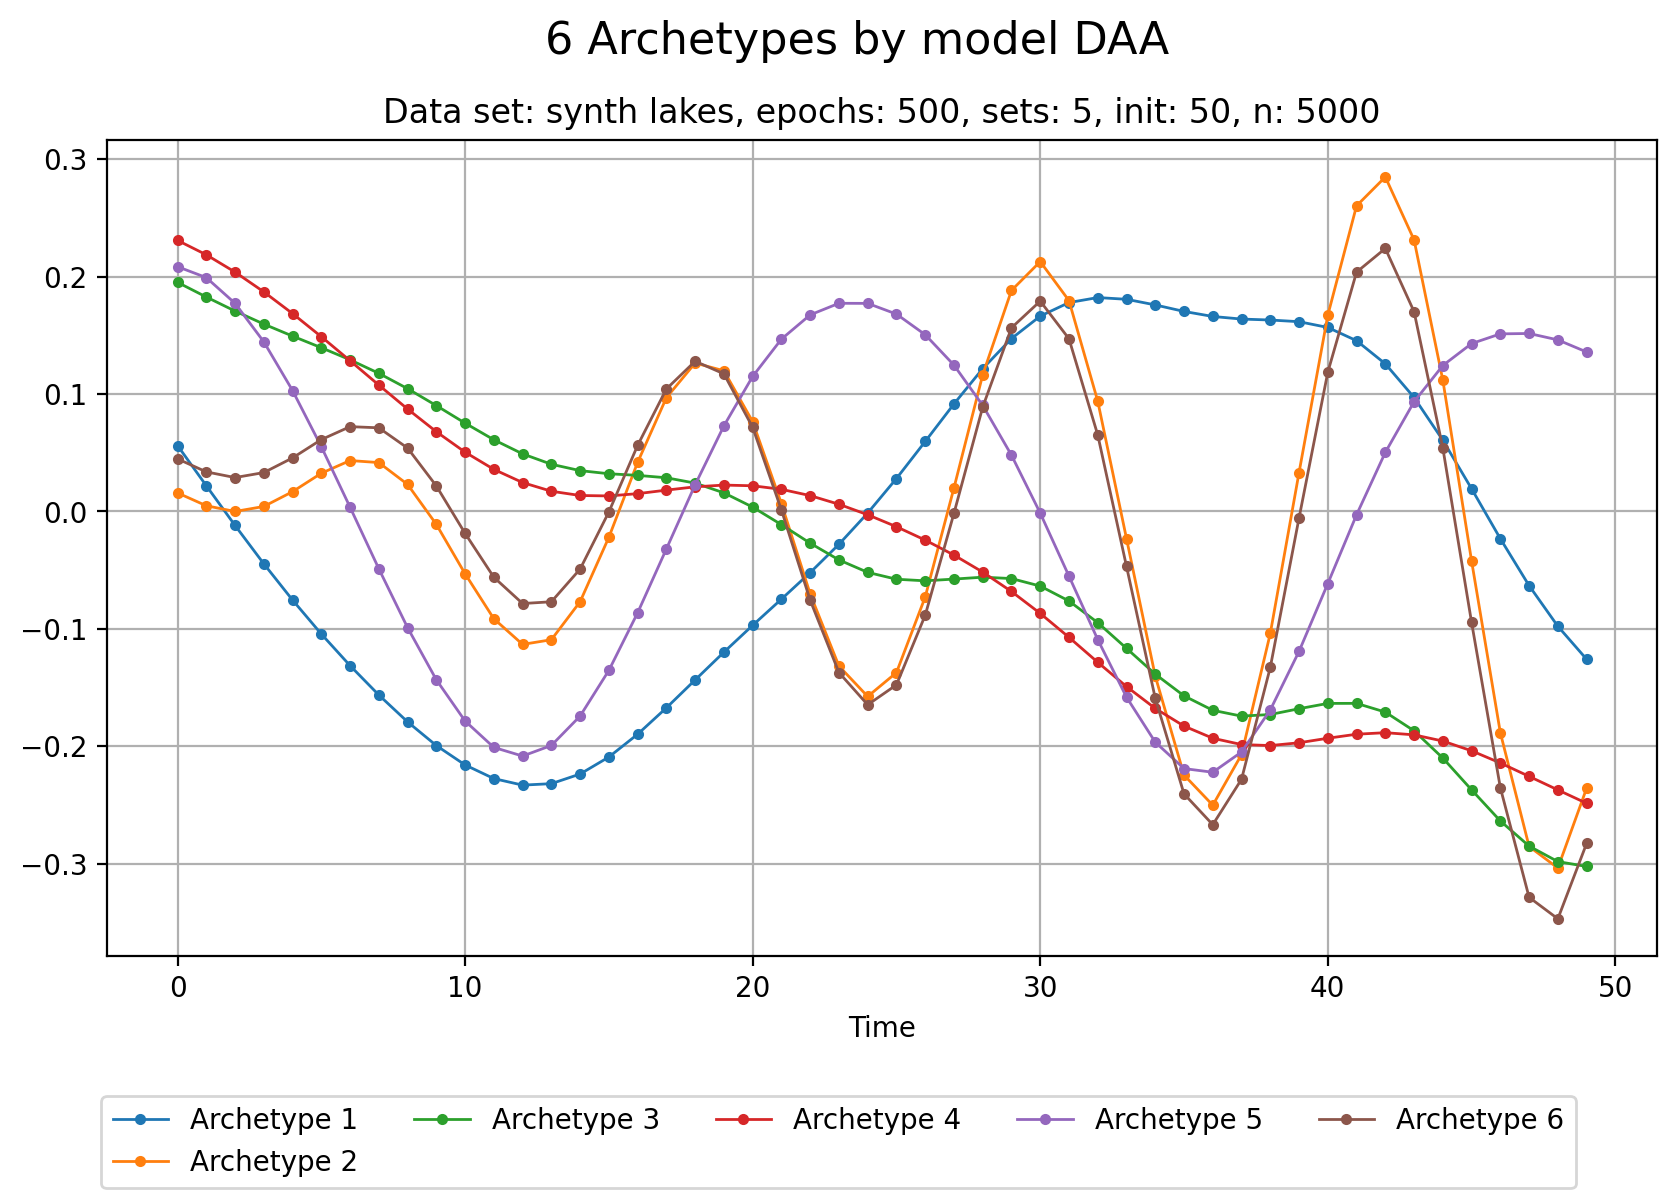 6 Archetypes by model DAA
Data set: synth lakes, epochs: 500, sets: 5, init: 50, n: 5000
0.3
0.2
0.1
0.0
−0.1
−0.2
−0.3
0 10 20 30 40 50
Time
Archetype 1 Archetype 3 Archetype 4 Archetype 5 Archetype 6
Archetype 2